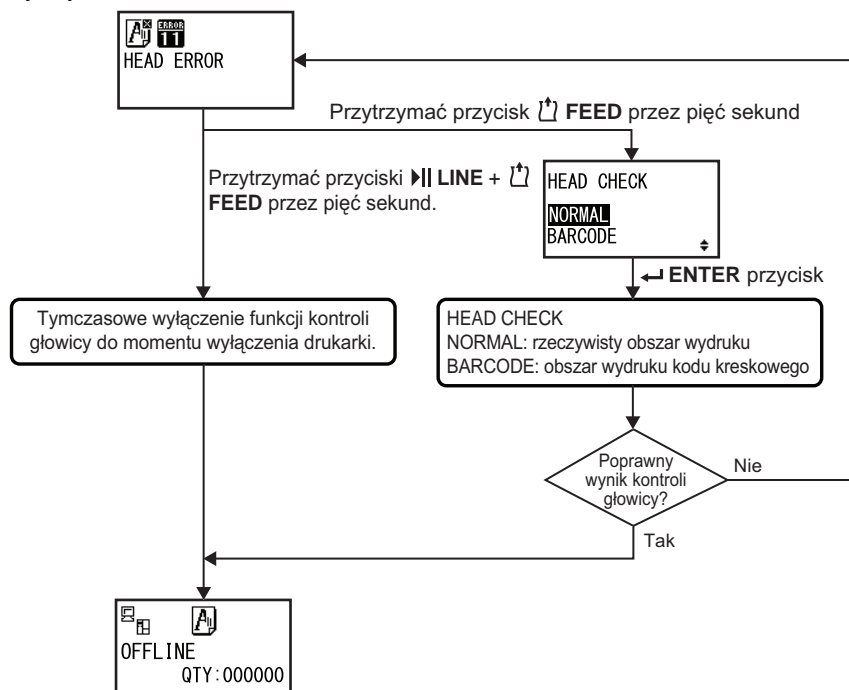 ERROR
11
HEAD ERROR
Przytrzymać przycisk FEED przez pięć sekund
Przytrzymać przyciski LINE +
FEED przez pięć sekund.
HEAD CHECK
NORMAL
BARCODE
ENTER przycisk
Tymczasowe wyłączenie funkcji kontroli
głowicy do momentu wyłączenia drukarki.
HEAD CHECK
NORMAL: rzeczywisty obszar wydruku
BARCODE: obszar wydruku kodu kreskowego
Poprawny
wynik kontroli
głowicy?
Nie
Tak
OFFLINE
QTY:000000